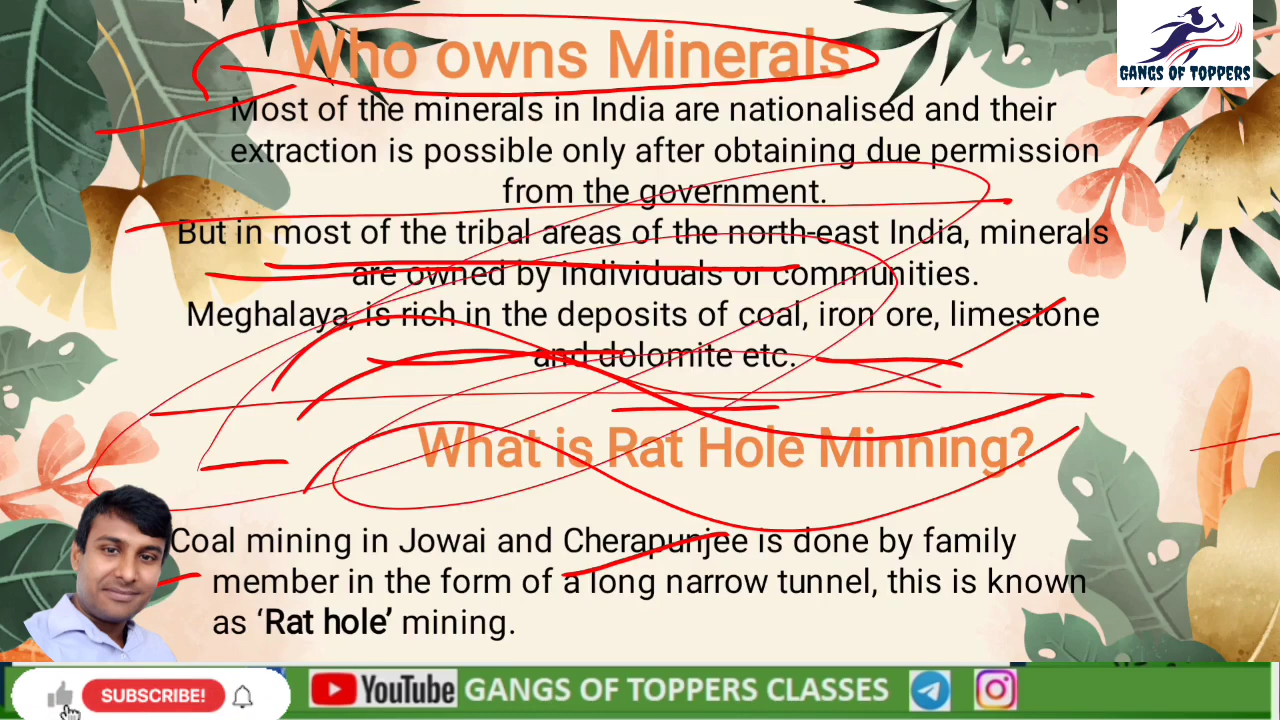 Who owns Minerals
GANGS OF TOPPERS
Most of the minerals in India are nationalised and their
extraction is possible only after obtaining due permission
from the government.
But in most of the tribal areas of the north-east India, minerals
are owned by individuals or communities.
Meghalaya, is rich in the deposits of coal, iron ore, limestone
and dolomite etc.
What is Rat Hole Minning?
Coal mining in Jowai and Cherapunjee is done by family
member in the form of a long narrow tunnel, this is known
as ‘Rat hole’ mining.
SUBSCRIBE!
YouTube GANGS OF TOPPERS CLASSES